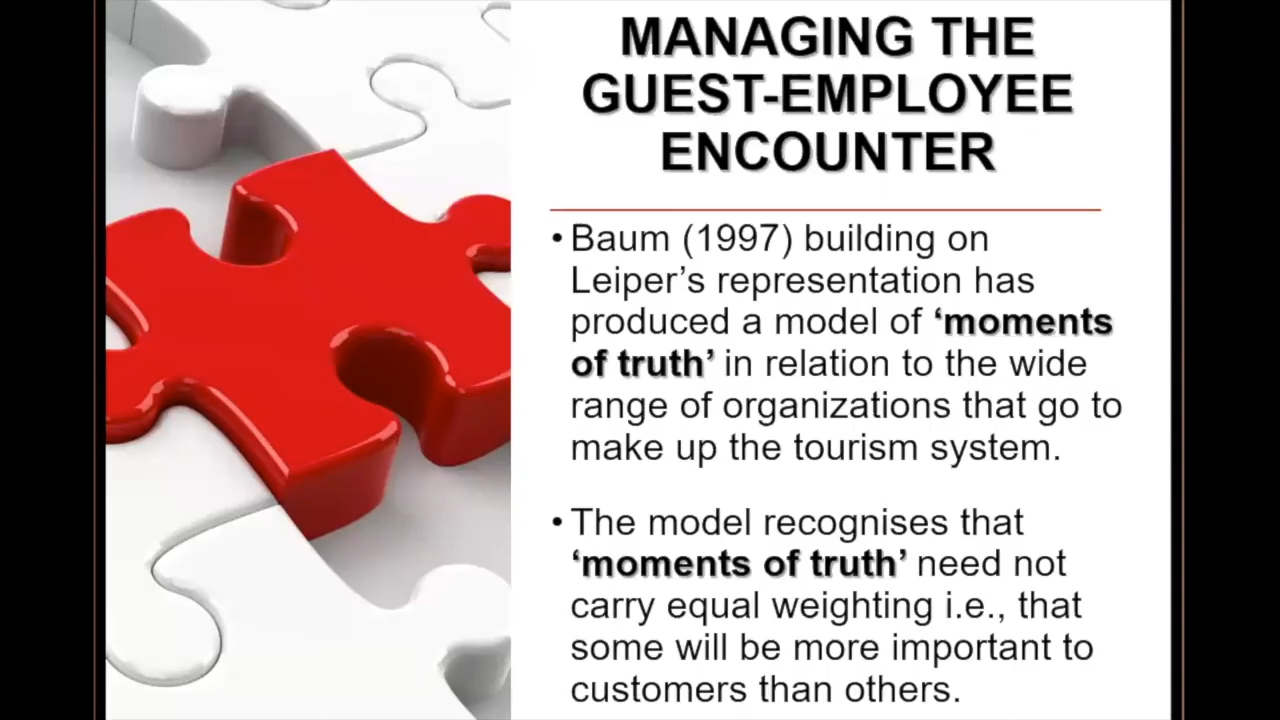 MANAGING THE
GUEST-EMPLOYEE
ENCOUNTER
• Baum (1997) building on
Leiper’s representation has
produced a model of ‘moments
of truth’ in relation to the wide
range of organizations that go to
make up the tourism system.
• The model recognises that
‘moments of truth’ need not
carry equal weighting i.e., that
some will be more important to
customers than others.